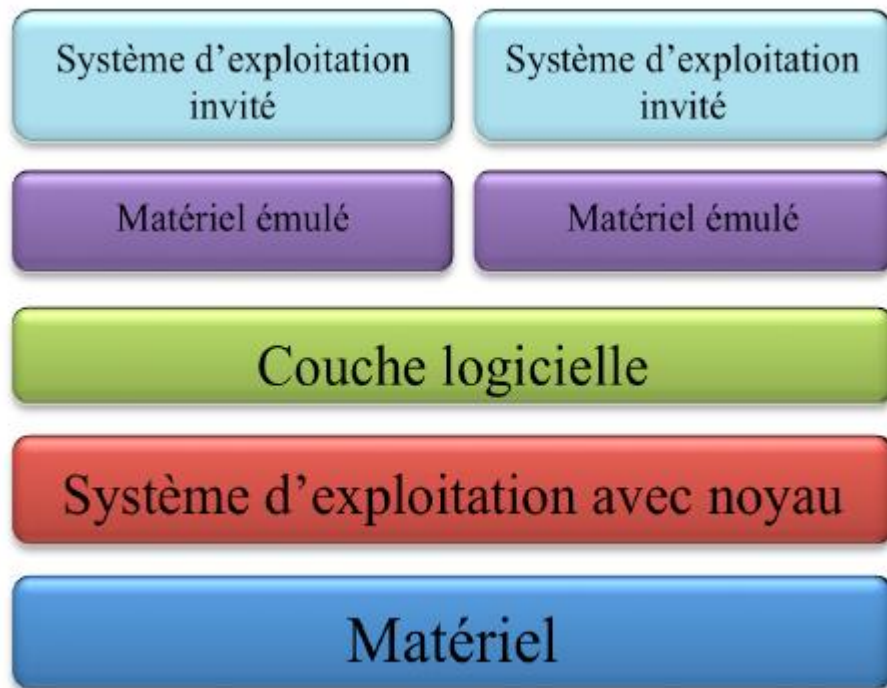 Système d’exploitation
invité
Système d’exploitation
invité
Matériel émulé
Matériel émulé
Couche logicielle
Système d’exploitation avec noyau
Matériel